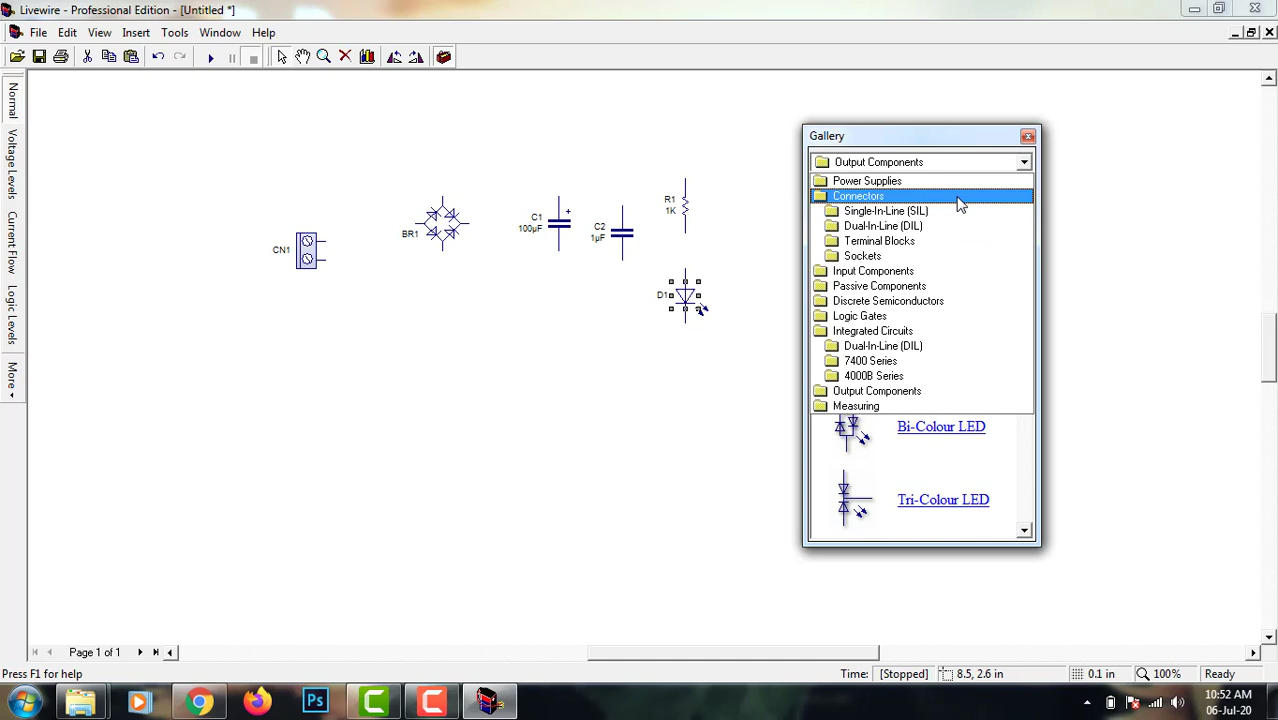 Livewire - Professional Edition - [Untitled *]
File Edit View Insert Tools Window Help
Normal
Voltage Levels
Current Flow
Logic Levels
More
CN1
BR1
C1
100µF
+
C2
1µF
R1
1K
D1
Gallery
Output Components
Power Supplies
Connectors
Single-In-Line (SIL)
Dual-In-Line (DIL)
Terminal Blocks
Sockets
Input Components
Passive Components
Discrete Semiconductors
Logic Gates
Integrated Circuits
Dual-In-Line (DIL)
7400 Series
4000B Series
Output Components
Measuring
Bi-Colour LED
Tri-Colour LED
Page 1 of 1
Press F1 for help
Time: [Stopped] 8.5, 2.6 in 0.1 in 100% Ready
Ps
10:52 AM
06-Jul-20